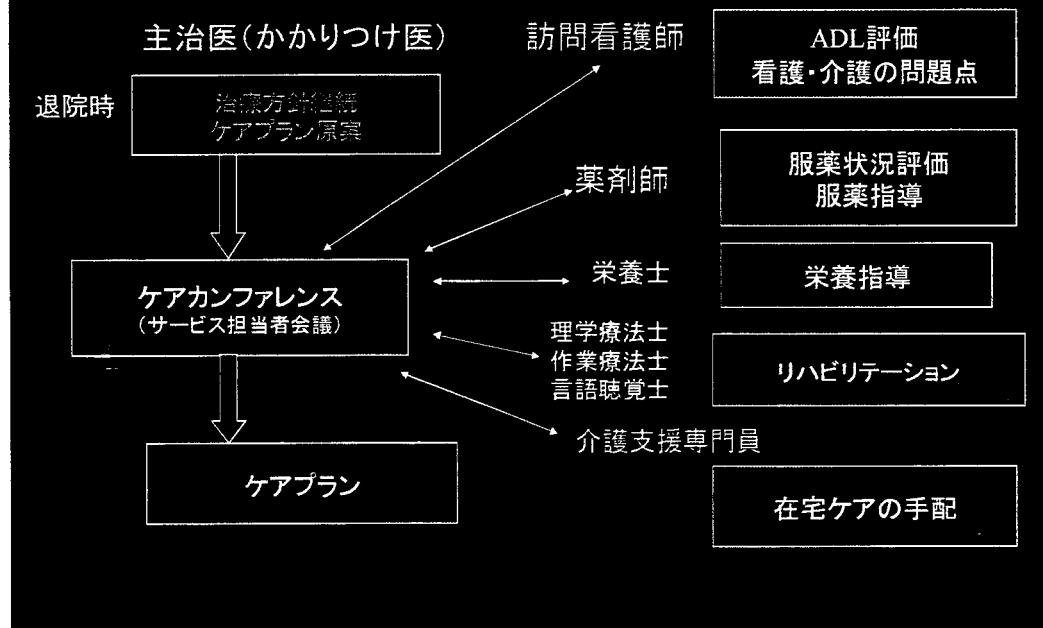 主治医(かかりつけ医)
退院時
治療方針継続
ケアプラン原案
ケアカンファレンス
(サービス担当者会議)
ケアプラン
訪問看護師
ADL評価
看護・介護の問題点
薬剤師
服薬状況評価
服薬指導
栄養士
栄養指導
理学療法士
作業療法士
言語聴覚士
リハビリテーション
介護支援専門員
在宅ケアの手配